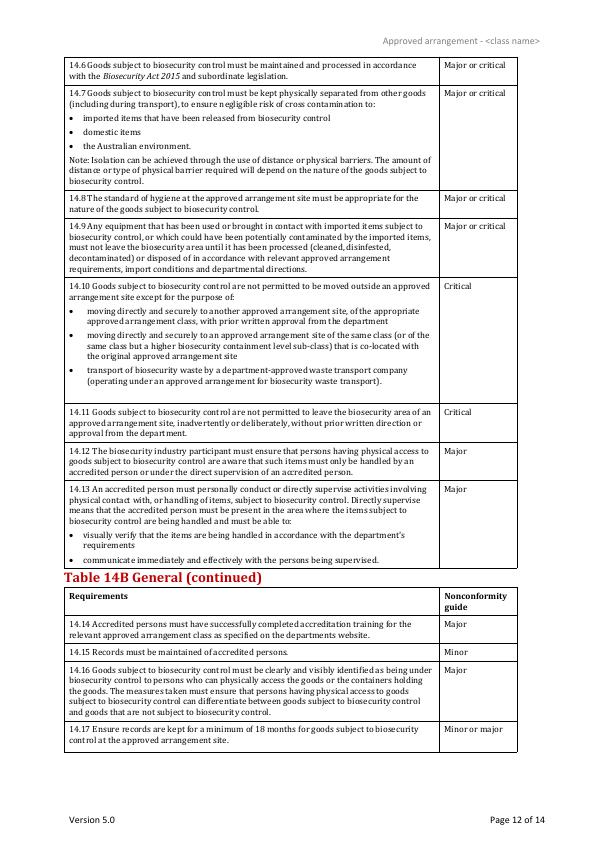 Approved arrangement - <class name>
14.6 Goods subject to biosecurity control must be maintained and processed in accordance
with the Biosecurity Act 2015 and subordinate legislation.
Major or critical
14.7 Goods subject to biosecurity control must be kept physically separated from other goods
(including during transport), to ensure negligible risk of cross contamination to:
• imported items that have been released from biosecurity control
• domestic items
• the Australian environment.
Note: Isolation can be achieved through the use of distance or physical barriers. The amount of
distance or type of physical barrier required will depend on the nature of the goods subject to
biosecurity control.
Major or critical
14.8 The standard of hygiene at the approved arrangement site must be appropriate for the
nature of the goods subject to biosecurity control.
Major or critical
14.9 Any equipment that has been used or brought in contact with imported items subject to
biosecurity control, or which could have been potentially contaminated by the imported items,
must not leave the biosecurity area until it has been processed (cleaned, disinfested,
decontaminated) or disposed of in accordance with relevant approved arrangement
requirements, import conditions and departmental directions.
Major or critical
14.10 Goods subject to biosecurity control are not permitted to be moved outside an approved
arrangement site except for the purpose of:
• moving directly and securely to another approved arrangement site, of the appropriate
approved arrangement class, with prior written approval from the department
• moving directly and securely to an approved arrangement site of the same class (or of the
same class but a higher biosecurity containment level sub-class) that is co-located with
the original approved arrangement site
• transport of biosecurity waste by a department-approved waste transport company
(operating under an approved arrangement for biosecurity waste transport).
Critical
14.11 Goods subject to biosecurity control are not permitted to leave the biosecurity area of an
approved arrangement site, inadvertently or deliberately, without prior written direction or
approval from the department.
Critical
14.12 The biosecurity industry participant must ensure that persons having physical access to
goods subject to biosecurity control are aware that such items must only be handled by an
accredited person or under the direct supervision of an accredited person.
Major
14.13 An accredited person must personally conduct or directly supervise activities involving
physical contact with, or handling of items, subject to biosecurity control. Directly supervise
means that the accredited person must be present in the area where the items subject to
biosecurity control are being handled and must be able to:
• visually verify that the items are being handled in accordance with the department's
requirements
• communicate immediately and effectively with the persons being supervised.
Major
Table 14B General (continued)
Requirements
Nonconformity
guide
14.14 Accredited persons must have successfully completed accreditation training for the
relevant approved arrangement class as specified on the departments website.
Major
14.15 Records must be maintained of accredited persons.
Minor
14.16 Goods subject to biosecurity control must be clearly and visibly identified as being under
biosecurity control to persons who can physically access the goods or the containers holding
the goods. The measures taken must ensure that persons having physical access to goods
subject to biosecurity control can differentiate between goods subject to biosecurity control
and goods that are not subject to biosecurity control.
Major
14.17 Ensure records are kept for a minimum of 18 months for goods subject to biosecurity
control at the approved arrangement site.
Minor or major
Version 5.0
Page 12 of 14